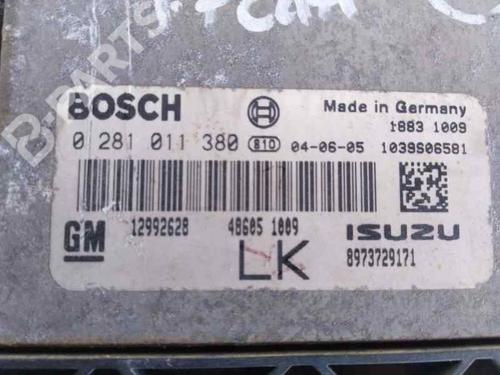 BOSCH
Made in Germany
1883 1009
0 281 011 380 810 04-06-05 1039S06581
GM 12992628 48605 1009 ISUZU
LK 8973729171
B-PARTS